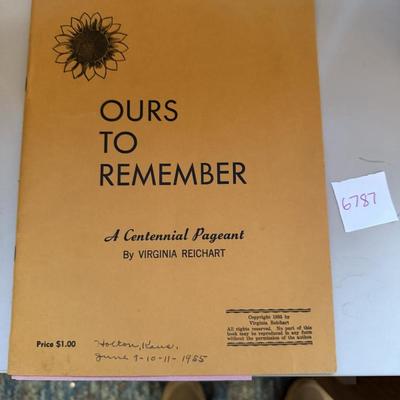 OURS
TO
REMEMBER
A Centennial Pageant
By VIRGINIA REICHART
6787
Copyright 1955 by
Virginia Reichart
All rights reserved. No part of this
book may be reproduced in any form
without the permission of the author.
Price $1.00
Holton, Kans.
June 9-10-11- 1955